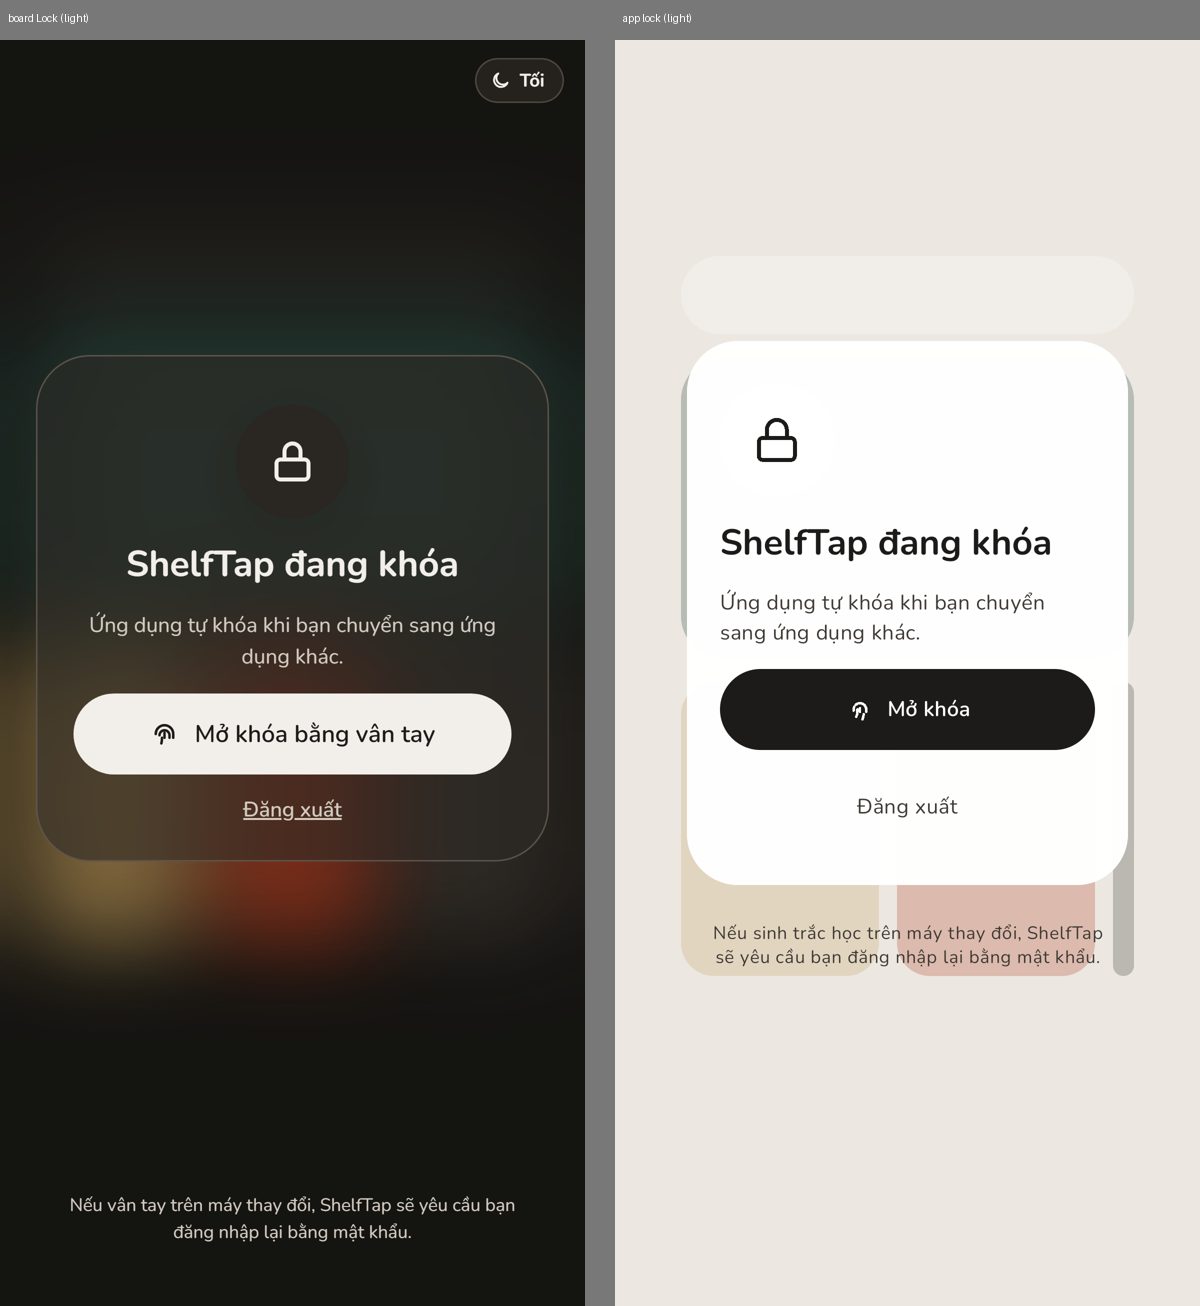 board Lock (light)
Tối
ShelfTap đang khóa
Ứng dụng tự khóa khi bạn chuyển sang ứng
dụng khác.
Mở khóa bằng vân tay
Đăng xuất
Nếu vân tay trên máy thay đổi, ShelfTap sẽ yêu cầu bạn
đăng nhập lại bằng mật khẩu.
app lock (light)
ShelfTap đang khóa
Ứng dụng tự khóa khi bạn chuyển
sang ứng dụng khác.
Mở khóa
Đăng xuất
Nếu sinh trắc học trên máy thay đổi, ShelfTap
sẽ yêu cầu bạn đăng nhập lại bằng mật khẩu.